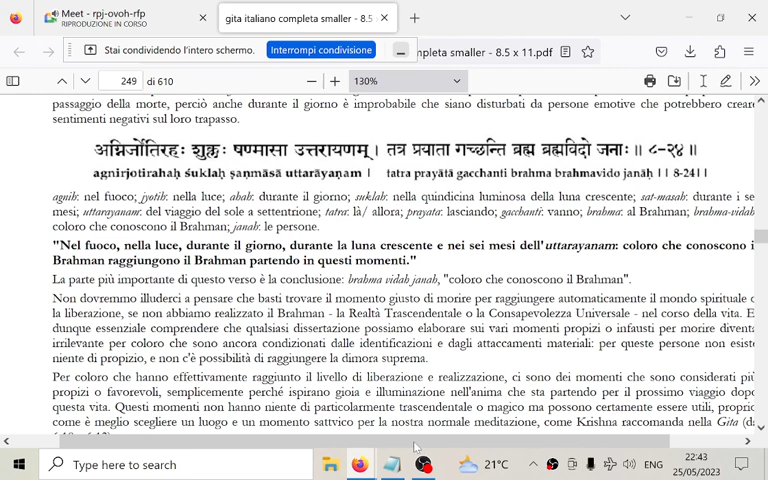 Meet - rpj-ovoh-rfp
RIPRODUZIONE IN CORSO
gita italiano completa smaller - 8.5
Stai condividendo l'intero schermo.
Interrompi condivisione
mpleta smaller - 8.5 x 11.pdf
249
di 610
130%
passaggio della morte, perciò anche durante il giorno è improbabile che siano disturbati da persone emotive che potrebbero creare
sentimenti negativi sul loro trapasso.
अग्निर्ज्योतिरहः शुक्लः षण्मासा उत्तरायणम् । तत्र प्रयाता गच्छन्ति ब्रह्म ब्रह्मविदो जनाः ॥ ८-२४ ॥
agnirjotirahaḥ śuklaḥ ṣaṇmāsā uttarāyaṇam | tatra prayātā gacchanti brahma brahmavido janāḥ || 8-24||
agnih: nel fuoco; jyotih: nella luce; ahah: durante il giorno; suklah: nella quindicina luminosa della luna crescente; sat-masah: durante i sei
mesi; uttarayanam: del viaggio del sole a settentrione; tatra: là/ allora; prayata: lasciando; gacchanti: vanno; brahma: al Brahman; brahma-vidah
coloro che conoscono il Brahman; janah: le persone.
"Nel fuoco, nella luce, durante il giorno, durante la luna crescente e nei sei mesi dell'uttarayanam: coloro che conoscono i
Brahman raggiungono il Brahman partendo in questi momenti."
La parte più importante di questo verso è la conclusione: brahma vidah janah, "coloro che conoscono il Brahman".
Non dovremmo illuderci a pensare che basti trovare il momento giusto di morire per raggiungere automaticamente il mondo spirituale o
la liberazione, se non abbiamo realizzato il Brahman - la Realtà Trascendentale o la Consapevolezza Universale - nel corso della vita. E
dunque essenziale comprendere che qualsiasi dissertazione possiamo elaborare sui vari momenti propizi o infausti per morire diventa
irrilevante per coloro che sono ancora condizionati dalle identificazioni e dagli attaccamenti materiali: per queste persone non esiste
niente di propizio, e non c'è possibilità di raggiungere la dimora suprema.
Per coloro che hanno effettivamente raggiunto il livello di liberazione e realizzazione, ci sono dei momenti che sono considerati più
propizi o favorevoli, semplicemente perché ispirano gioia e illuminazione nell'anima che sta partendo per il prossimo viaggio dopo
questa vita. Questi momenti non hanno niente di particolarmente trascendentale o magico ma possono certamente essere utili, proprio
come è meglio scegliere un luogo e un momento sattvico per la nostra normale meditazione, come Krishna raccomanda nella Gita (da
Type here to search
21°C
ENG
22:43
25/05/2023